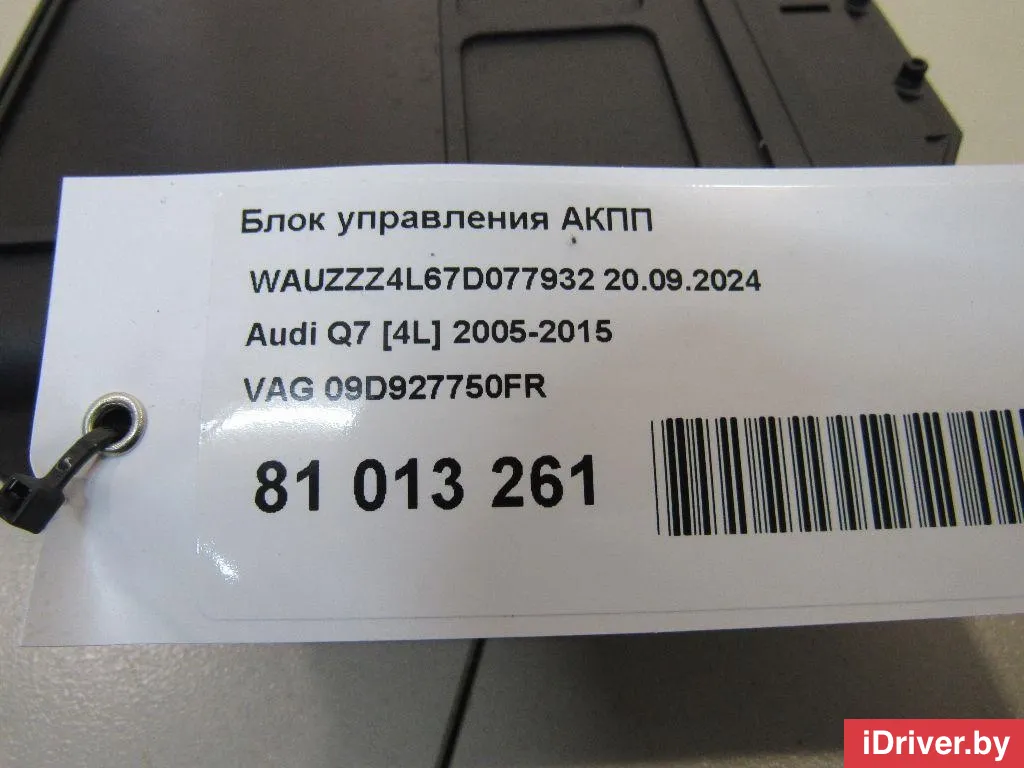 Блок управления АКПП
WAUZZZ4L67D077932 20.09.2024
Audi Q7 [4L] 2005-2015
VAG 09D927750FR
81 013 261
iDriver.by